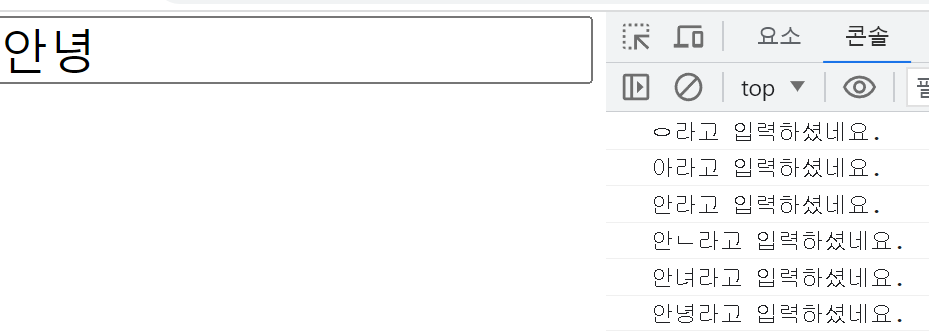 안녕
요소 콘솔
top 필
ㅇ라고 입력하셨네요.
아라고 입력하셨네요.
안라고 입력하셨네요.
안ㄴ라고 입력하셨네요.
안녀라고 입력하셨네요.
안녕라고 입력하셨네요.